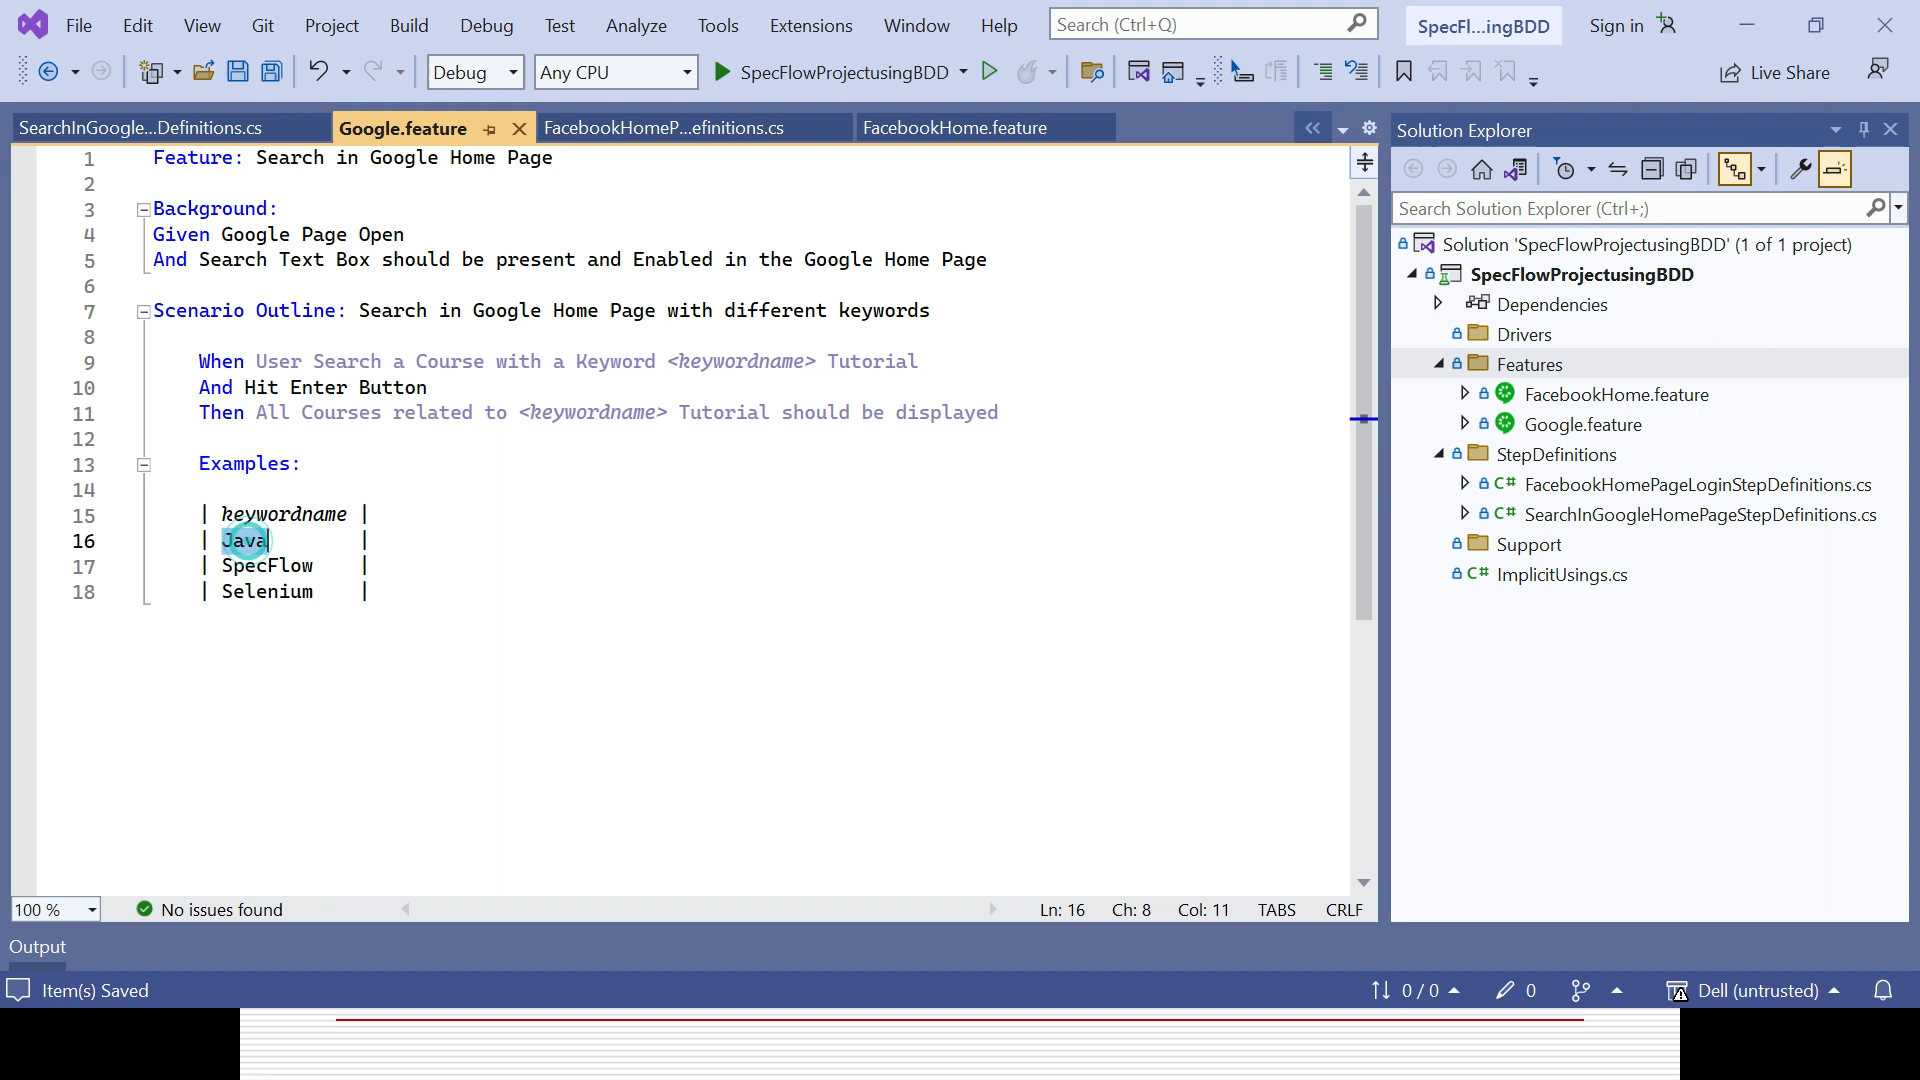 File Edit View Git Project Build Debug Test Analyze Tools Extensions Window Help Search (Ctrl+Q) SpecFl...ingBDD Sign in
Debug Any CPU SpecFlowProjectusingBDD Live Share
SearchInGoogle...Definitions.cs Google.feature FacebookHomeP...efinitions.cs FacebookHome.feature
1 Feature: Search in Google Home Page
2
3 Background:
4 Given Google Page Open
5 And Search Text Box should be present and Enabled in the Google Home Page
6
7 Scenario Outline: Search in Google Home Page with different keywords
8
9 When User Search a Course with a Keyword <keywordname> Tutorial
10 And Hit Enter Button
11 Then All Courses related to <keywordname> Tutorial should be displayed
12
13 Examples:
14
15 | keywordname |
16 | Java |
17 | SpecFlow |
18 | Selenium |
100 % No issues found Ln: 16 Ch: 8 Col: 11 TABS CRLF
Solution Explorer
Search Solution Explorer (Ctrl+;)
Solution 'SpecFlowProjectusingBDD' (1 of 1 project)
SpecFlowProjectusingBDD
Dependencies
Drivers
Features
FacebookHome.feature
Google.feature
StepDefinitions
C# FacebookHomePageLoginStepDefinitions.cs
C# SearchInGoogleHomePageStepDefinitions.cs
Support
C# ImplicitUsings.cs
Output
Item(s) Saved 0 / 0 0 Dell (untrusted)